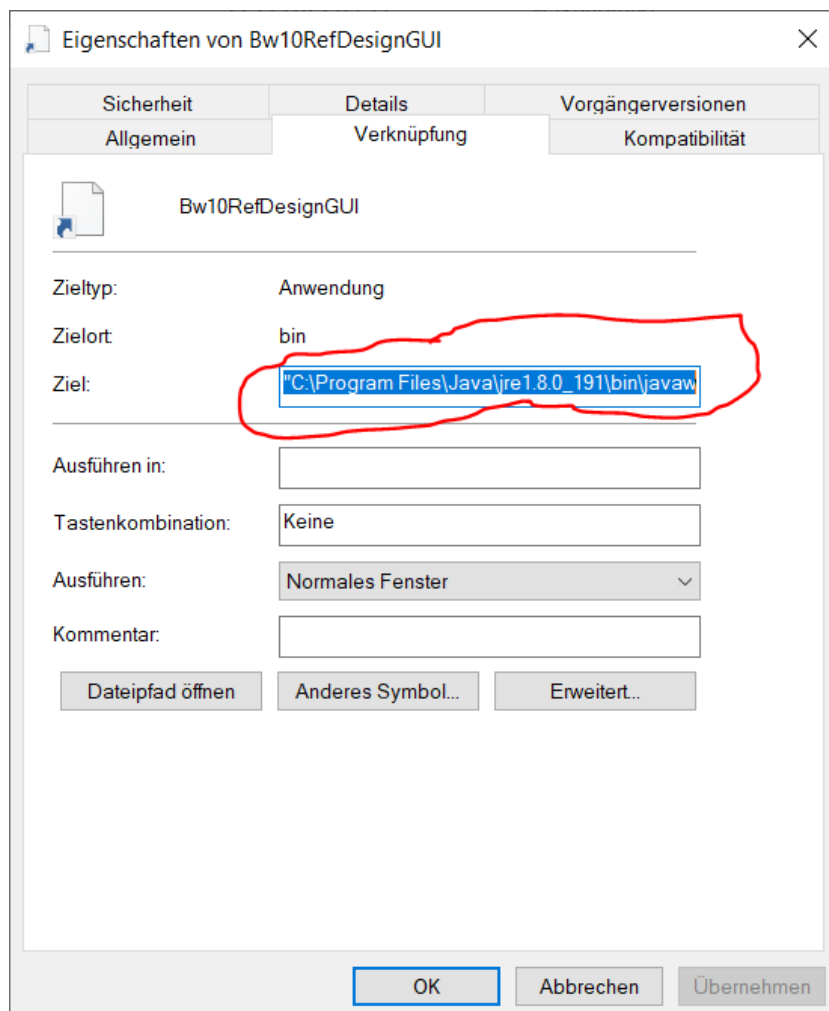 Eigenschaften von Bw10RefDesignGUI
Sicherheit Details Vorgängerversionen
Allgemein Verknüpfung Kompatibilität
Bw10RefDesignGUI
Zieltyp: Anwendung
Zielort: bin
Ziel: "C:\Program Files\Java\jre1.8.0_191\bin\javaw
Ausführen in:
Tastenkombination: Keine
Ausführen: Normales Fenster
Kommentar:
Dateipfad öffnen Anderes Symbol... Erweitert...
OK Abbrechen Übernehmen